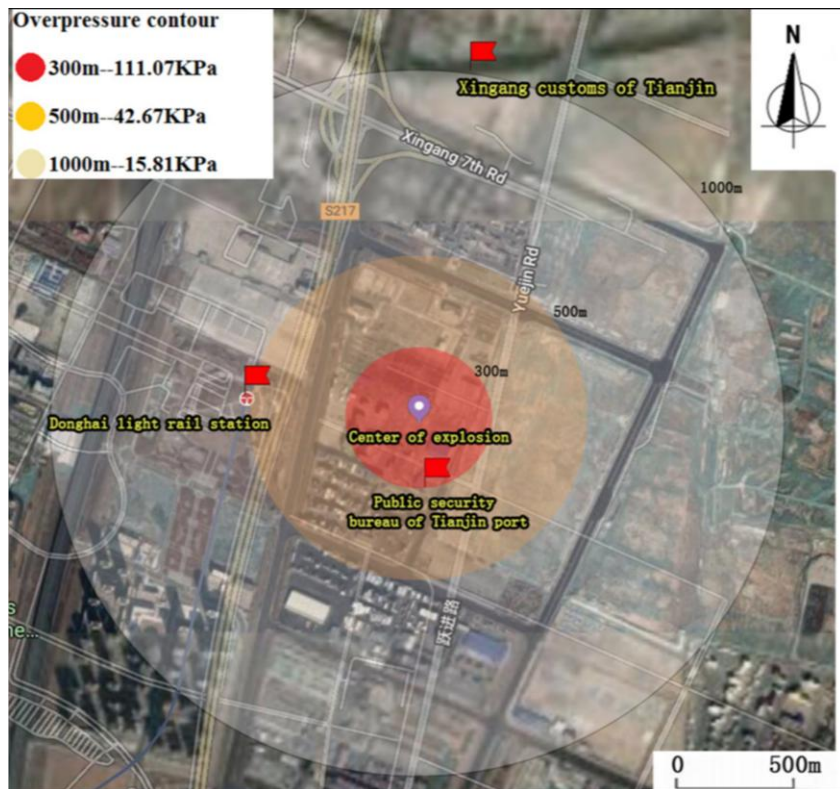 Overpressure contour
300m--111.07KPa
500m--42.67KPa
1000m--15.81KPa
N
Xingang customs of Tianjin
Xingang 7th Rd
1000m
S217
Yuejin Rd
500m
300m
Donghai light rail station
Center of explosion
Public security
bureau of Tianjin port
跃进路
s
ne...
0 500m